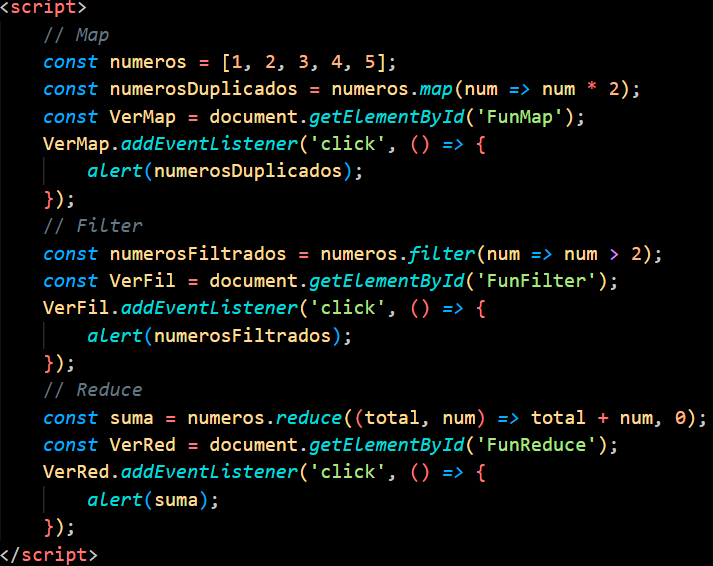 <script>
// Map
const numeros = [1, 2, 3, 4, 5];
const numerosDuplicados = numeros.map(num => num * 2);
const VerMap = document.getElementById('FunMap');
VerMap.addEventListener('click', () => {
alert(numerosDuplicados);
});
// Filter
const numerosFiltrados = numeros.filter(num => num > 2);
const VerFil = document.getElementById('FunFilter');
VerFil.addEventListener('click', () => {
alert(numerosFiltrados);
});
// Reduce
const suma = numeros.reduce((total, num) => total + num, 0);
const VerRed = document.getElementById('FunReduce');
VerRed.addEventListener('click', () => {
alert(suma);
});
</script>